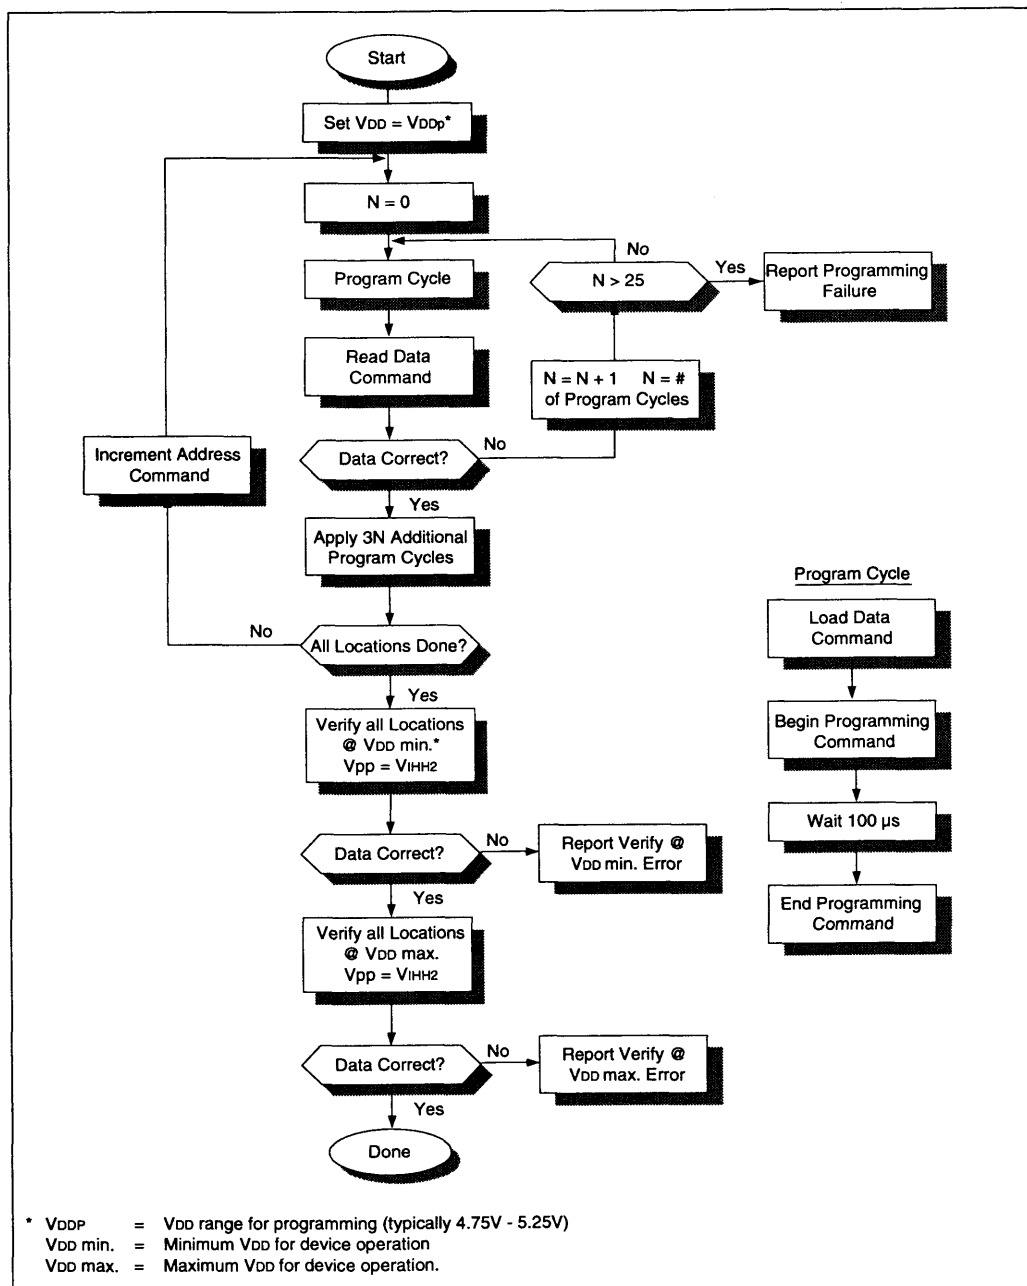 Start
Set VDD = VDDp*
N = 0
Program Cycle
Read Data
Command
Data Correct?
No
N = N + 1 N = #
of Program Cycles
N > 25
No
Yes
Report Programming
Failure
Yes
Apply 3N Additional
Program Cycles
All Locations Done?
No
Increment Address
Command
Yes
Verify all Locations
@ VDD min.*
Vpp = VIHH2
Data Correct?
No
Report Verify @
VDD min. Error
Yes
Verify all Locations
@ VDD max.
Vpp = VIHH2
Data Correct?
No
Report Verify @
VDD max. Error
Yes
Done
Program Cycle
Load Data
Command
Begin Programming
Command
Wait 100 µs
End Programming
Command
* VDDP = VDD range for programming (typically 4.75V - 5.25V)
VDD min. = Minimum VDD for device operation
VDD max. = Maximum VDD for device operation.